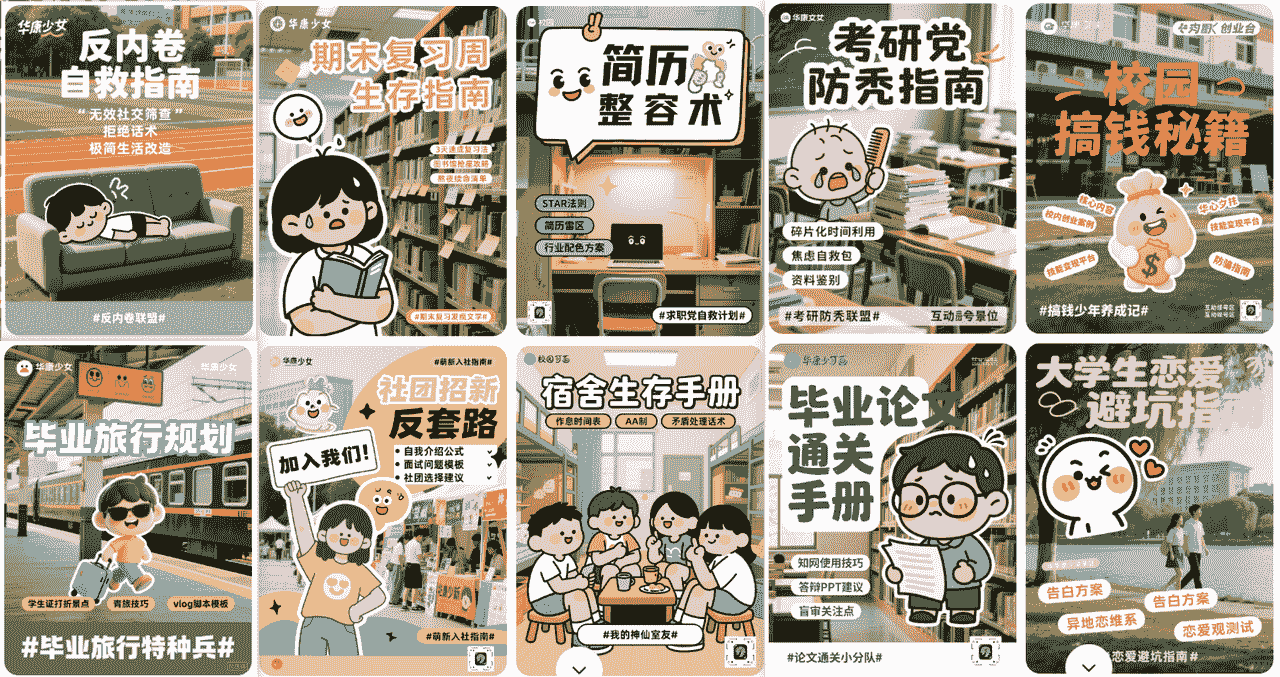 华康少女
反内卷
自救指南
“无效社交筛查”
拒绝话术
极简生活改造
#反内卷联盟#
华康少女
期末复习周
生存指南
3天速成复习法
图书馆抢座攻略
熬夜续命清单
#期末复习发疯文学#
校园
简历
整容术
STAR法则
简历雷区
行业配色方案
#求职党自救计划#
考研党
防秃指南
碎片化时间利用
焦虑自救包
资料鉴别
#考研防秃联盟#
创业台
校园
搞钱秘籍
核心内容
校内创业案例
技能变现平台
技能变现平台
防骗指南
$
#搞钱少年养成记#
华康少女
毕业旅行规划
学生证打折景点
青旅技巧
vlog脚本模板
#毕业旅行特种兵#
华康少女
#萌新入社指南#
社团招新
反套路
加入我们!
自我介绍公式
面试问题模板
社团选择建议
#萌新入社指南#
宿舍生存手册
作息时间表
AA制
矛盾处理话术
#我的神仙室友#
毕业论文
通关
手册
知网使用技巧
答辩PPT建议
盲审关注点
#论文通关小分队#
大学生恋爱
避坑指南
告白方案
告白方案
异地恋维系
恋爱观测试
恋爱避坑指南#